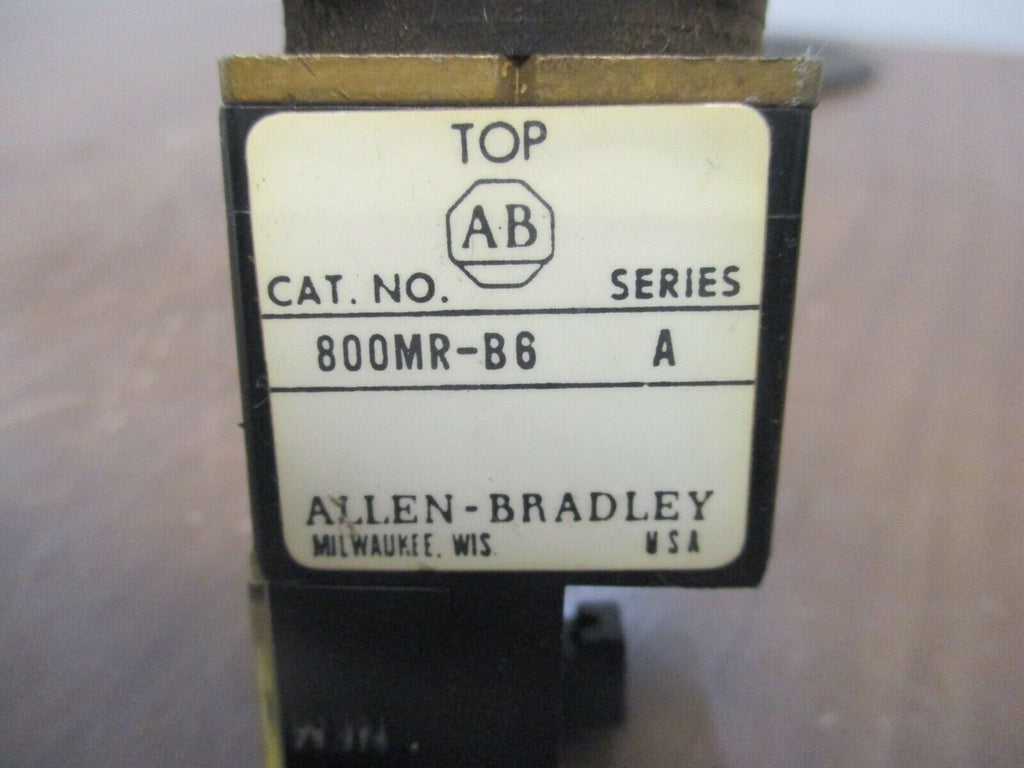 TOP
AB
CAT. NO. SERIES
800MR-B6 A
ALLEN-BRADLEY
MILWAUKEE, WIS. USA